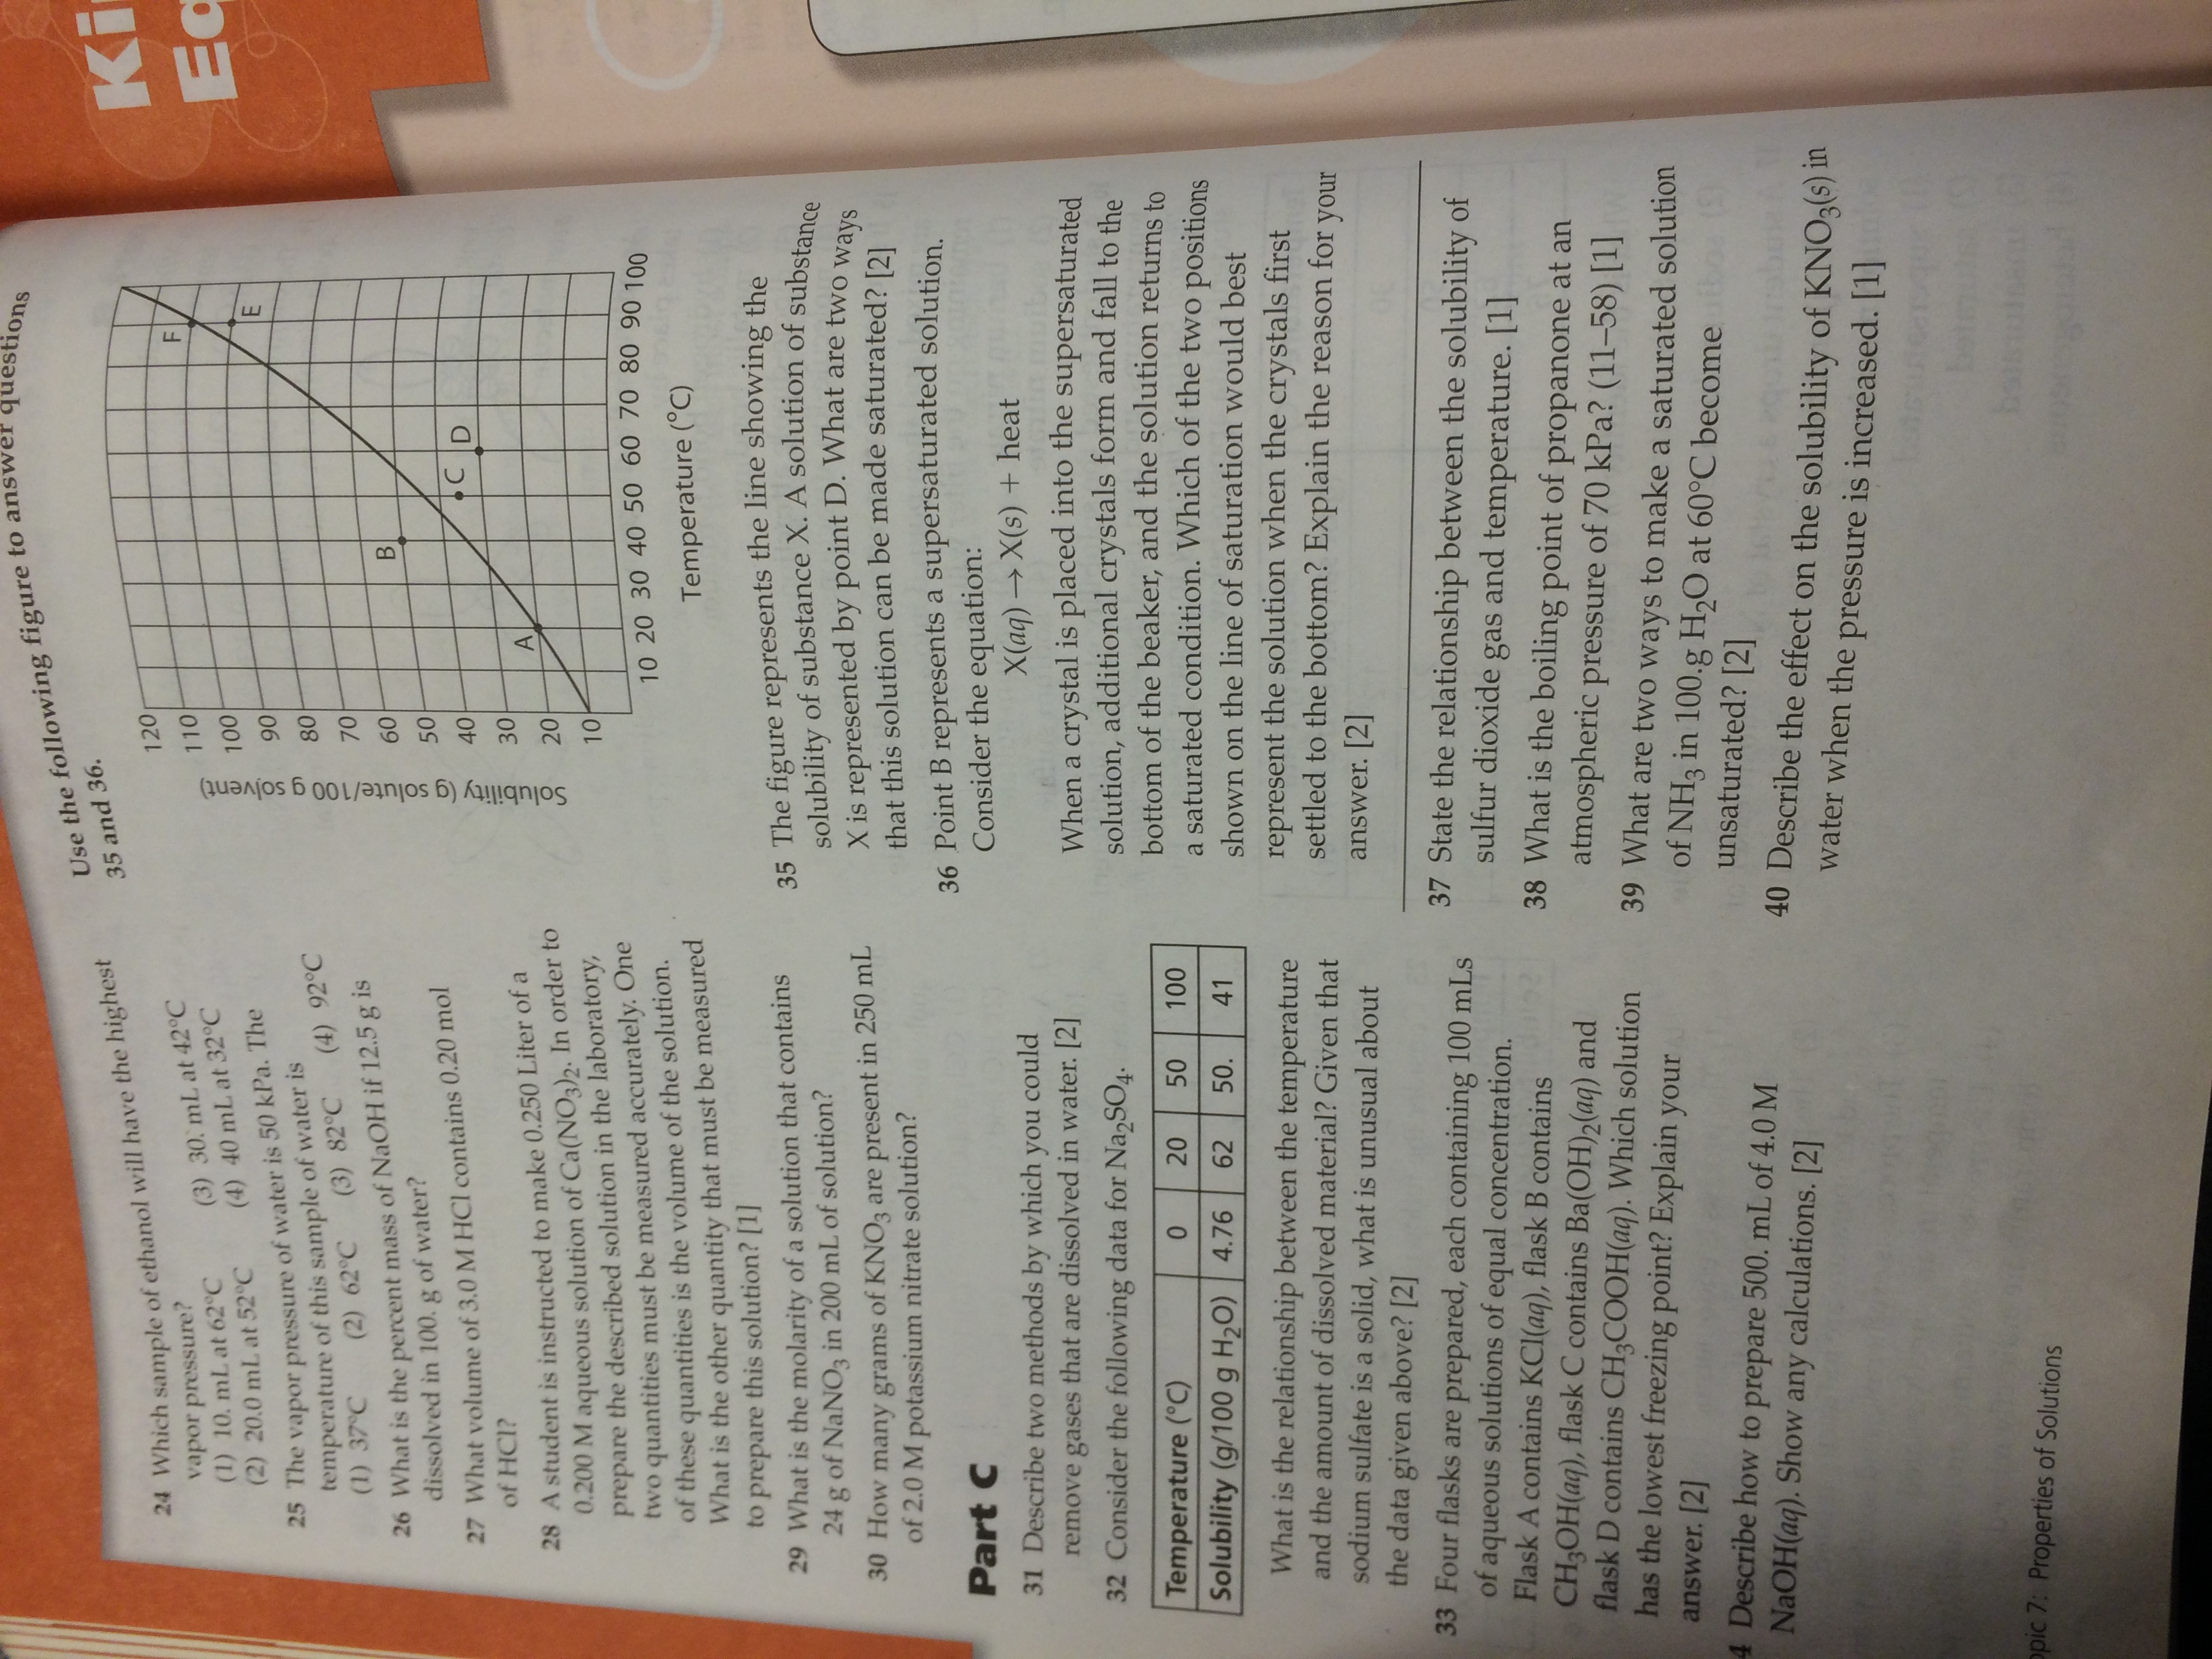 24 Which sample of ethanol will have the highest
vapor pressure?
(1) 10. mL at 62°C
(3) 30. mL at 42°C
(2) 20.0 mL at 52°C
(4) 40 mL at 32°C
25 The vapor pressure of water is 50 kPa. The
temperature of this sample of water is
(1) 37°C (2) 62°C (3) 82°C (4) 92°C
26 What is the percent mass of NaOH if 12.5 g is
dissolved in 100. g of water?
27 What volume of 3.0 M HCl contains 0.20 mol
of HCl?
28 A student is instructed to make 0.250 Liter of a
0.200 M aqueous solution of Ca(NO₃)₂. In order to
prepare the described solution in the laboratory,
two quantities must be measured accurately. One
of these quantities is the volume of the solution.
What is the other quantity that must be measured
to prepare this solution? [1]
29 What is the molarity of a solution that contains
24 g of NaNO₃ in 200 mL of solution?
30 How many grams of KNO₃ are present in 250 mL
of 2.0 M potassium nitrate solution?
Part C
31 Describe two methods by which you could
remove gases that are dissolved in water. [2]
32 Consider the following data for Na₂SO₄.
Temperature (°C) 0 20 50 100
Solubility (g/100 g H₂O) 4.76 62 50. 41
What is the relationship between the temperature
and the amount of dissolved material? Given that
sodium sulfate is a solid, what is unusual about
the data given above? [2]
33 Four flasks are prepared, each containing 100 mLs
of aqueous solutions of equal concentration.
Flask A contains KCl(aq), flask B contains
CH₃OH(aq), flask C contains Ba(OH)₂(aq) and
flask D contains CH₃COOH(aq). Which solution
has the lowest freezing point? Explain your
answer. [2]
4 Describe how to prepare 500. mL of 4.0 M
NaOH(aq). Show any calculations. [2]
opic 7: Properties of Solutions
Use the following figure to answer questions
35 and 36.
Solubility (g solute/100 g solvent)
120
110
100
90
80
70
60
50
40
30
20
10
F
E
B
C
D
A
10 20 30 40 50 60 70 80 90 100
Temperature (°C)
35 The figure represents the line showing the
solubility of substance X. A solution of substance
X is represented by point D. What are two ways
that this solution can be made saturated? [2]
36 Point B represents a supersaturated solution.
Consider the equation:
X(aq) → X(s) + heat
When a crystal is placed into the supersaturated
solution, additional crystals form and fall to the
bottom of the beaker, and the solution returns to
a saturated condition. Which of the two positions
shown on the line of saturation would best
represent the solution when the crystals first
settled to the bottom? Explain the reason for your
answer. [2]
37 State the relationship between the solubility of
sulfur dioxide gas and temperature. [1]
38 What is the boiling point of propanone at an
atmospheric pressure of 70 kPa? (11–58) [1]
39 What are two ways to make a saturated solution
of NH₃ in 100.g H₂O at 60°C become
unsaturated? [2]
40 Describe the effect on the solubility of KNO₃(s) in
water when the pressure is increased. [1]
Ki
Eq